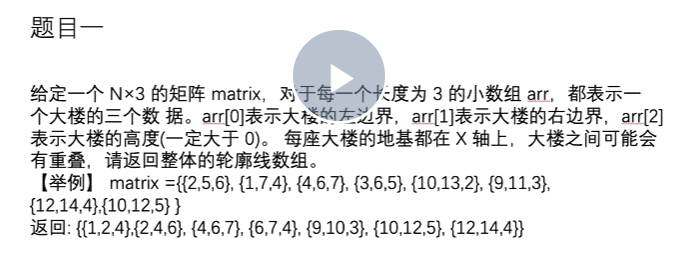 题目一
给定一个 N×3 的矩阵 matrix，对于每一个长度为 3 的小数组 arr，都表示一
个大楼的三个数 据。arr[0]表示大楼的左边界，arr[1]表示大楼的右边界，arr[2]
表示大楼的高度(一定大于 0)。 每座大楼的地基都在 X 轴上，大楼之间可能会
有重叠，请返回整体的轮廓线数组。
【举例】 matrix ={{2,5,6}, {1,7,4}, {4,6,7}, {3,6,5}, {10,13,2}, {9,11,3},
{12,14,4},{10,12,5} }
返回: {{1,2,4},{2,4,6}, {4,6,7}, {6,7,4}, {9,10,3}, {10,12,5}, {12,14,4}}